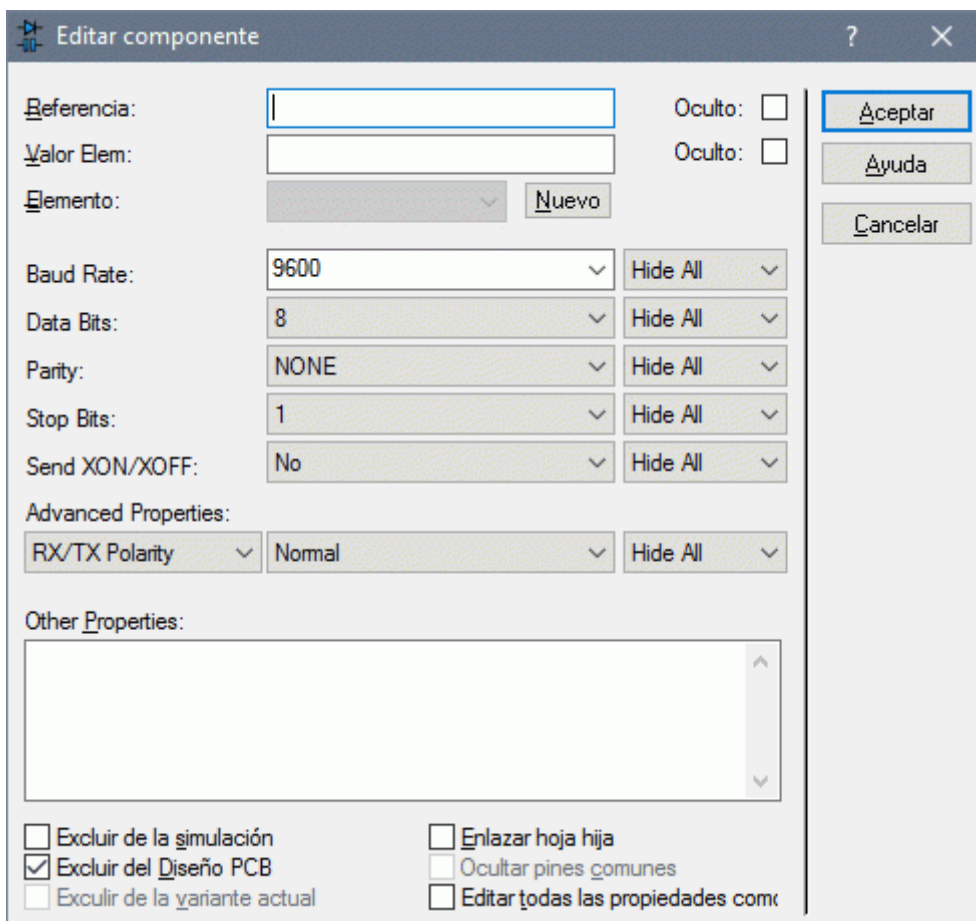 Editar componente ?
Referencia: Oculto: Aceptar
Valor Elem: Oculto: Ayuda
Elemento: Nuevo Cancelar
Baud Rate: 9600 Hide All
Data Bits: 8 Hide All
Parity: NONE Hide All
Stop Bits: 1 Hide All
Send XON/XOFF: No Hide All
Advanced Properties:
RX/TX Polarity Normal Hide All
Other Properties:
Excluir de la simulación Enlazar hoja hija
Excluir del Diseño PCB Ocultar pines comunes
Exculir de la variante actual Editar todas las propiedades como